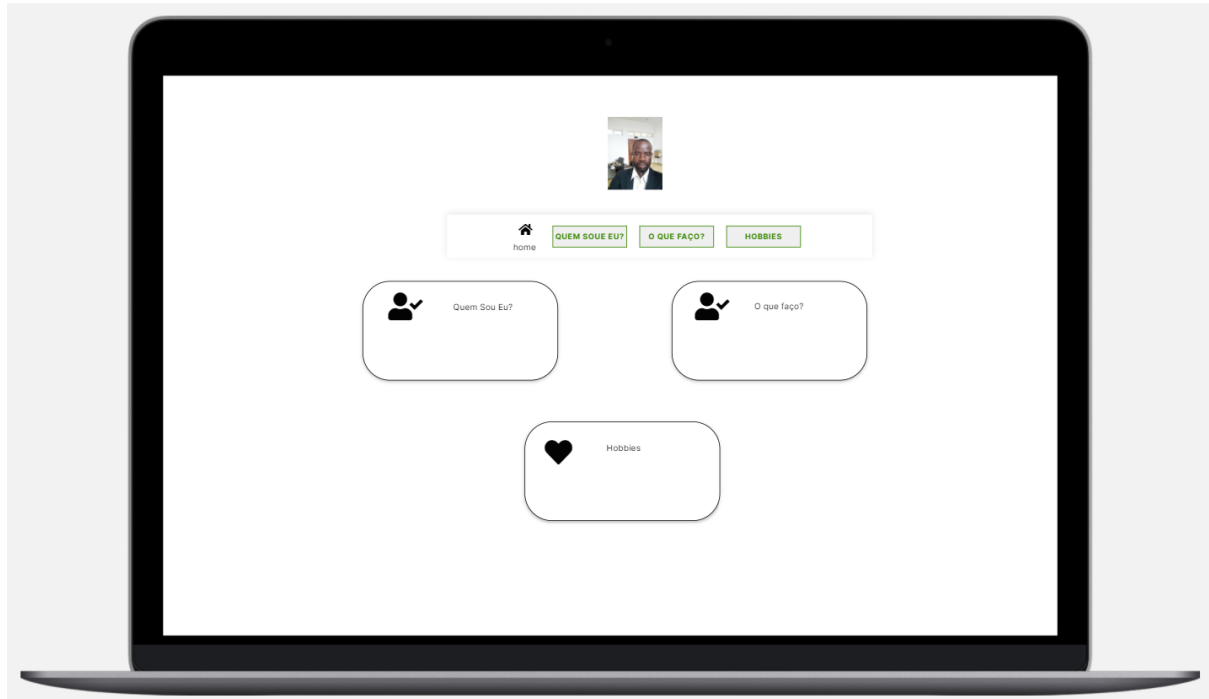 home
QUEM SOUE EU?
O QUE FAÇO?
HOBBIES
Quem Sou Eu?
O que faço?
Hobbies